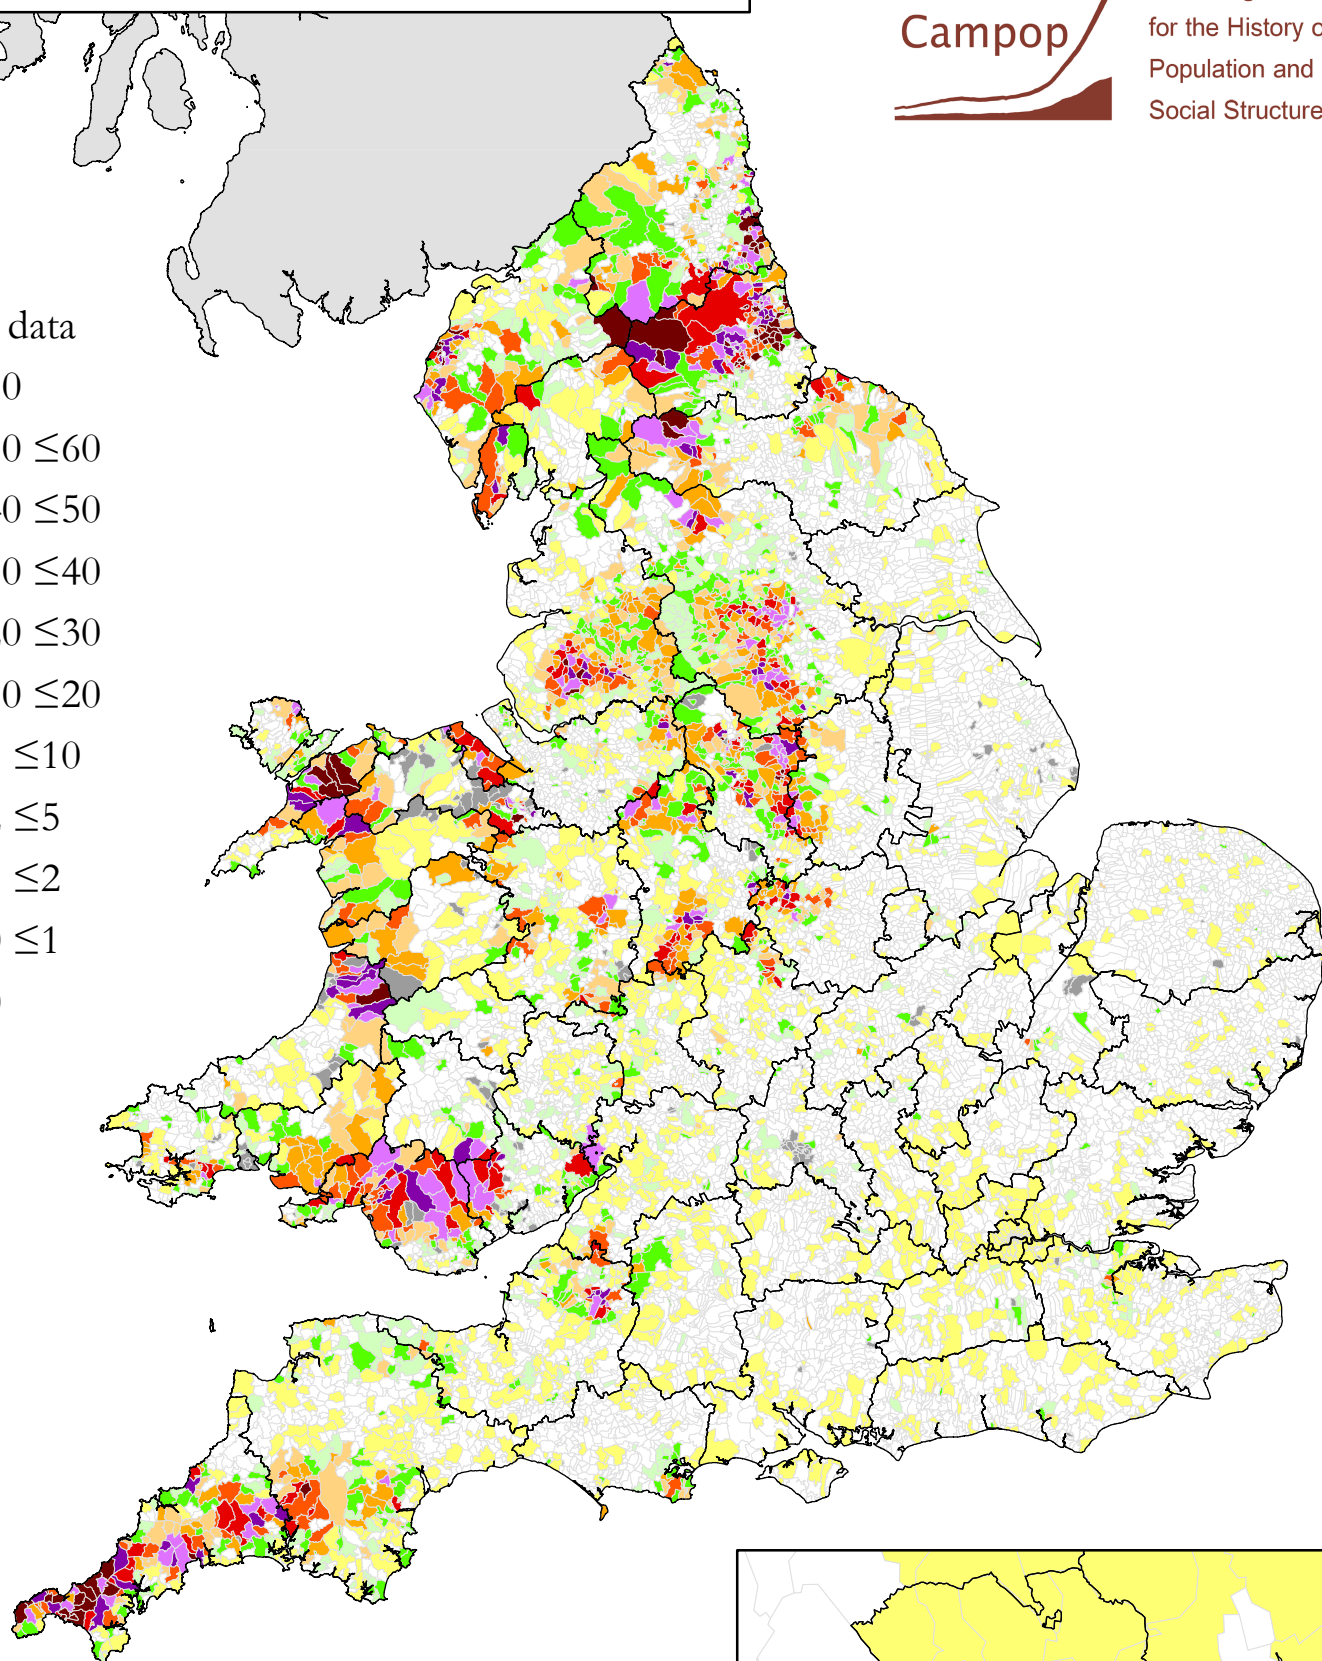 Campop
for the History
Population and
Social Structure
data
0
0 ≤60
0 ≤50
0 ≤40
0 ≤30
0 ≤20
≤10
≤5
≤2
≤1